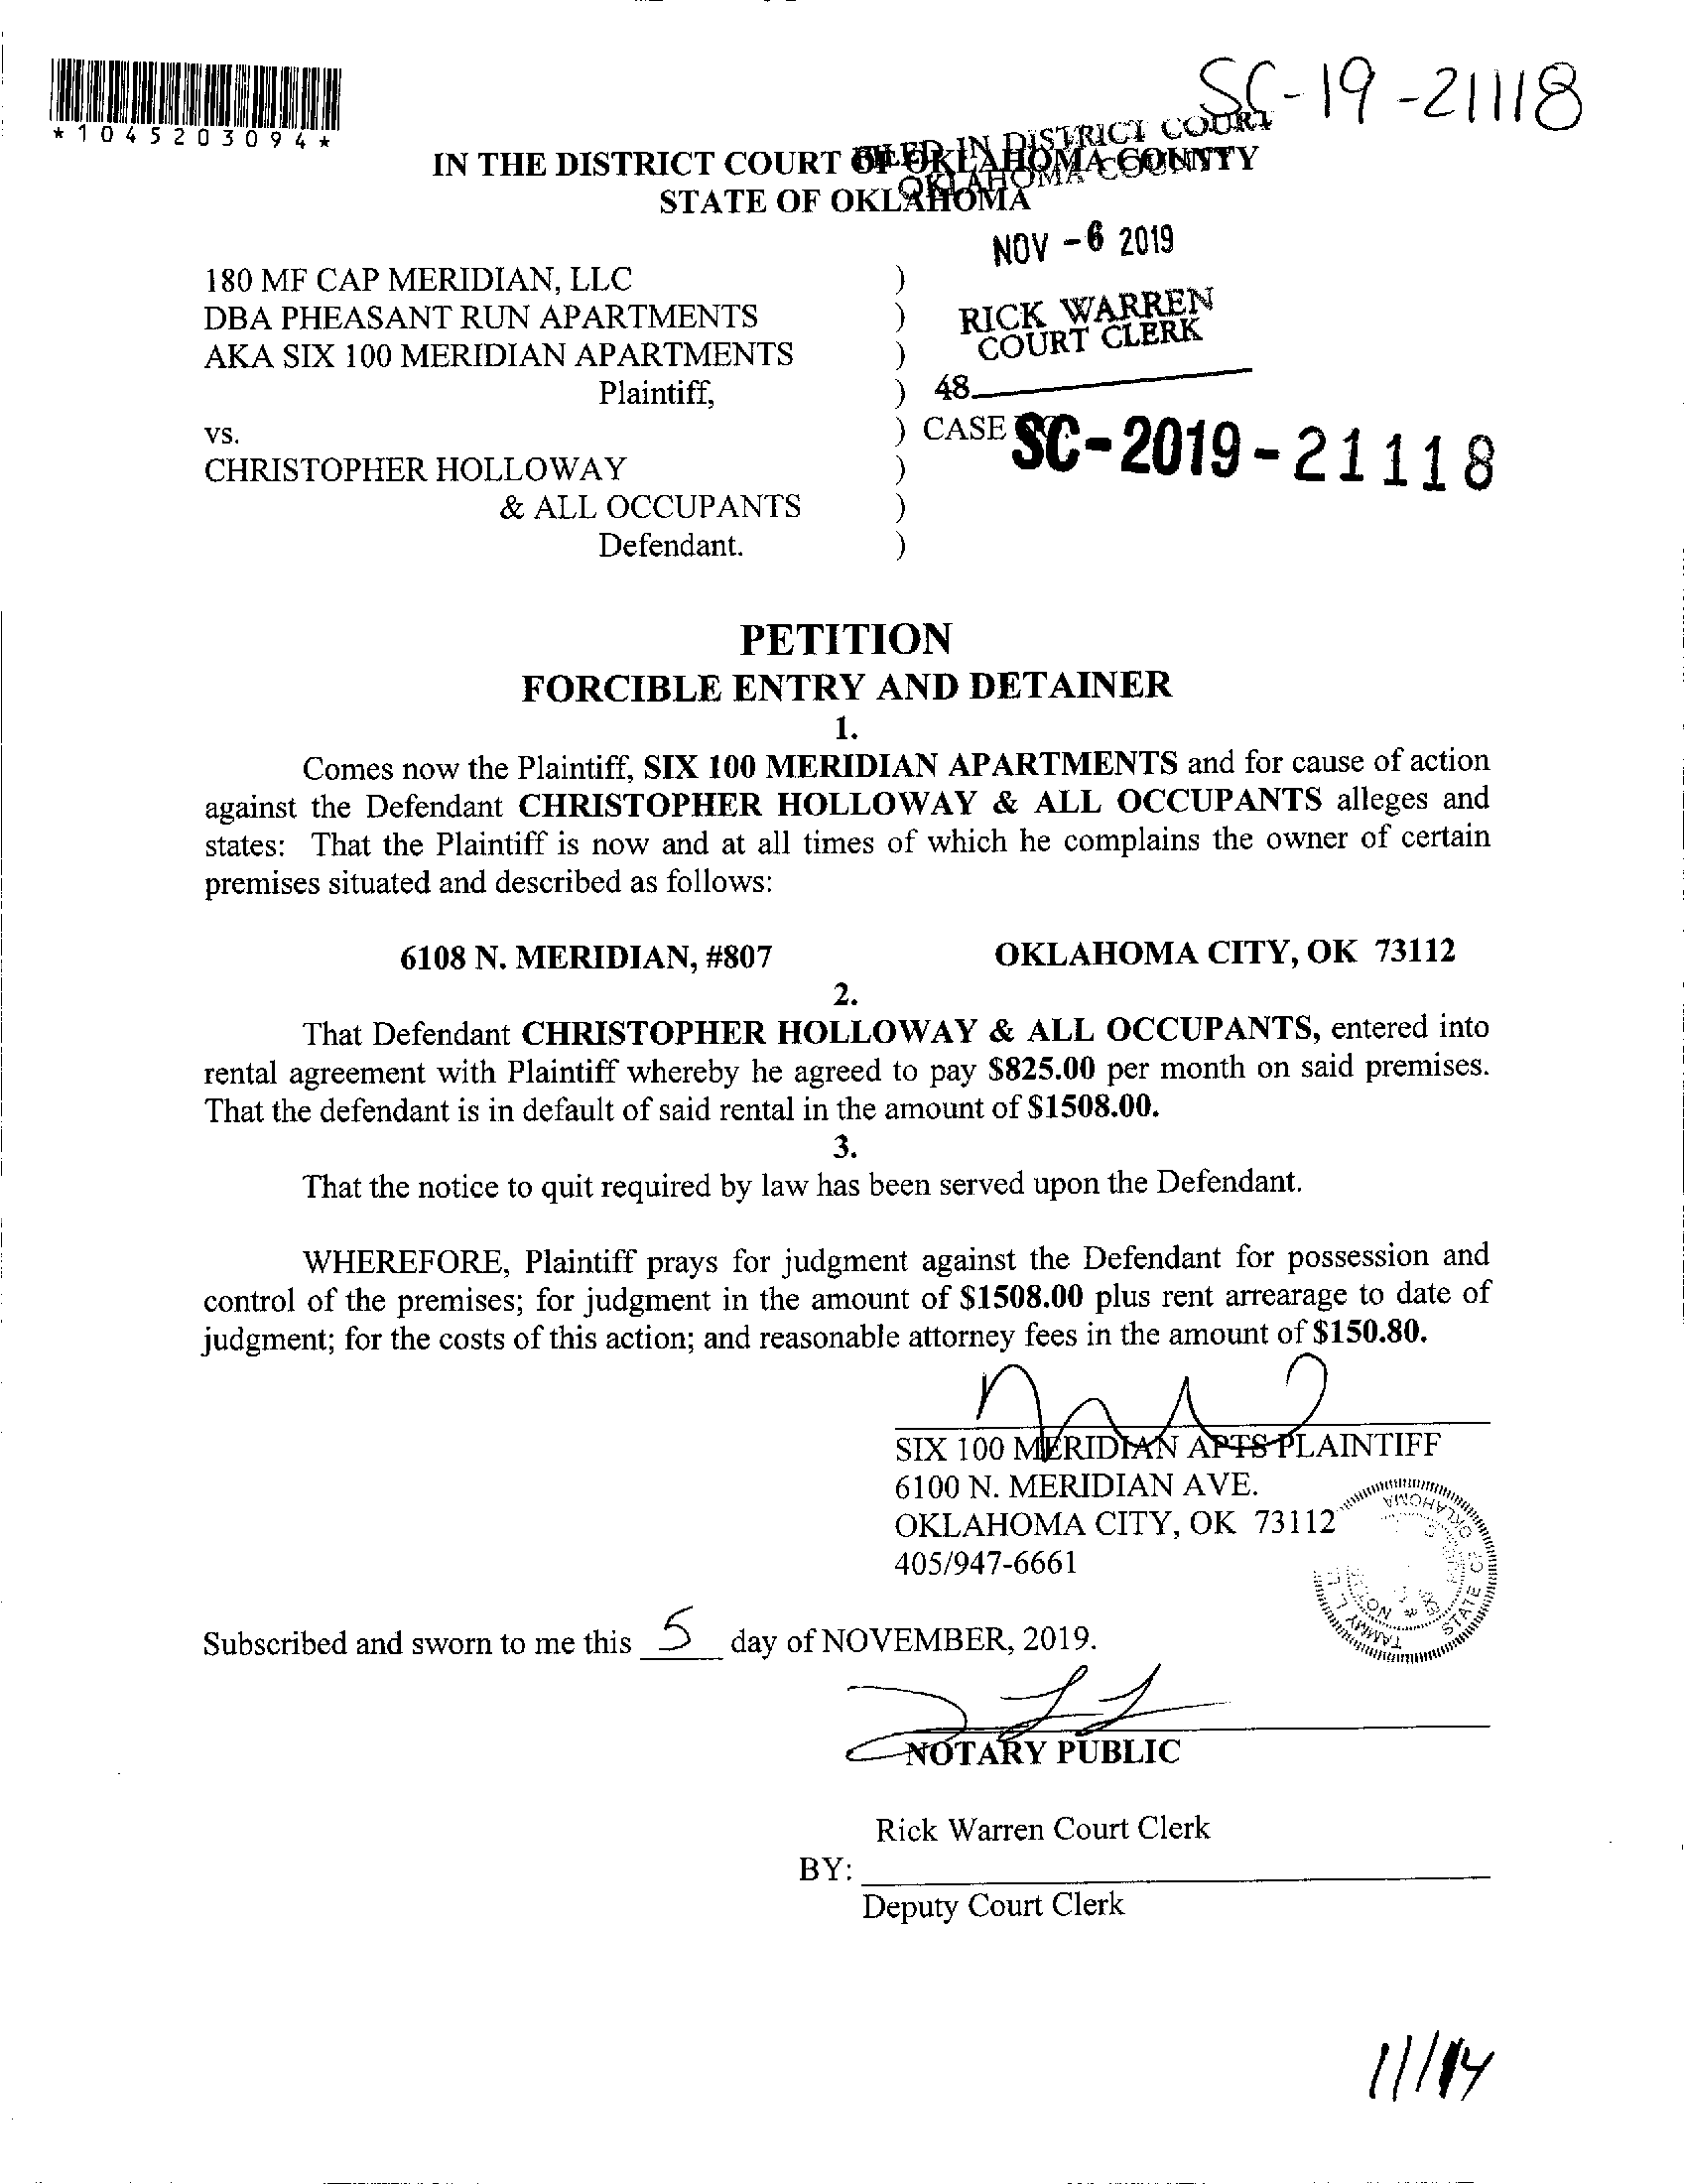 SC-19-21118
*1045203094*
FILED IN DISTRICT COURT
OKLAHOMA COUNTY
IN THE DISTRICT COURT OF OKLAHOMA COUNTY
STATE OF OKLAHOMA
NOV -6 2019
180 MF CAP MERIDIAN, LLC )
DBA PHEASANT RUN APARTMENTS ) RICK WARREN
AKA SIX 100 MERIDIAN APARTMENTS ) COURT CLERK
Plaintiff, ) 48
vs. ) CASE SC-2019-21118
CHRISTOPHER HOLLOWAY )
& ALL OCCUPANTS )
Defendant. )
PETITION
FORCIBLE ENTRY AND DETAINER
1.
Comes now the Plaintiff, SIX 100 MERIDIAN APARTMENTS and for cause of action
against the Defendant CHRISTOPHER HOLLOWAY & ALL OCCUPANTS alleges and
states: That the Plaintiff is now and at all times of which he complains the owner of certain
premises situated and described as follows:
6108 N. MERIDIAN, #807 OKLAHOMA CITY, OK 73112
2.
That Defendant CHRISTOPHER HOLLOWAY & ALL OCCUPANTS, entered into
rental agreement with Plaintiff whereby he agreed to pay $825.00 per month on said premises.
That the defendant is in default of said rental in the amount of $1508.00.
3.
That the notice to quit required by law has been served upon the Defendant.
WHEREFORE, Plaintiff prays for judgment against the Defendant for possession and
control of the premises; for judgment in the amount of $1508.00 plus rent arrearage to date of
judgment; for the costs of this action; and reasonable attorney fees in the amount of $150.80.
SIX 100 MERIDIAN APTS PLAINTIFF
6100 N. MERIDIAN AVE.
OKLAHOMA CITY, OK 73112
405/947-6661
TAMMY L.
STATE OF OKLAHOMA
Subscribed and sworn to me this 5 day of NOVEMBER, 2019.
NOTARY PUBLIC
Rick Warren Court Clerk
BY:
Deputy Court Clerk
11/14